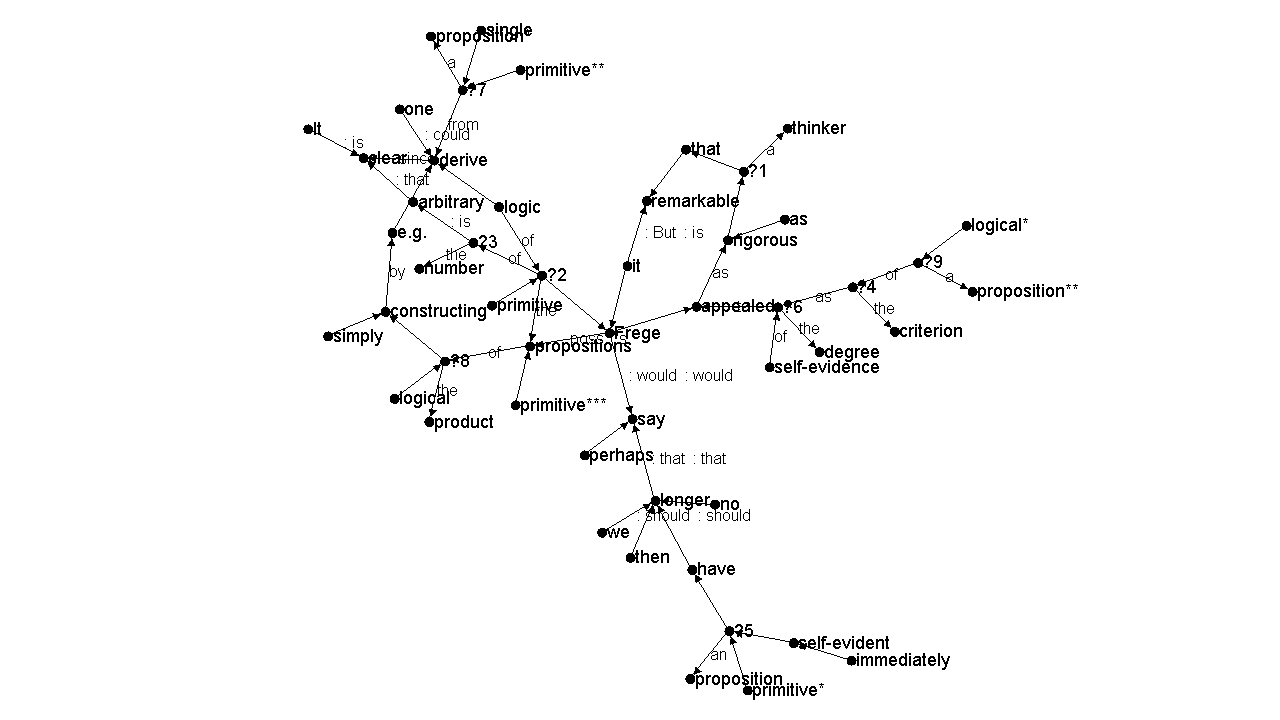 single
proposition
a
primitive**
?7
one
from
: could
It
: is
clear
derive
: that
thinker
a
that
?1
arbitrary
logic
remarkable
as
logical*
: is
of
e.g.
?3
: But : is
rigorous
the
of
number
by
it
as
?9
of
a
?2
proposition**
?4
as
the
primitive
the
constructing
appealed
?6
simply
Frege
criterion
of
the
propositions
of
?8
degree
self-evidence
: would : would
the
logical
primitive***
product
say
perhaps
: that : that
longer
no
: should : should
we
then
have
?5
an
self-evident
immediately
proposition
primitive*